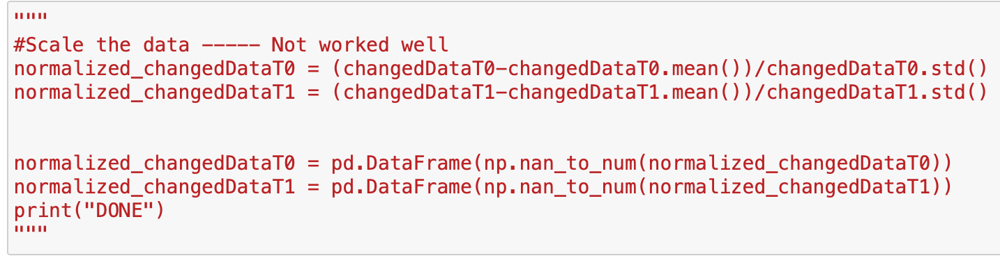 """
#Scale the data ----- Not worked well
normalized_changedDataT0 = (changedDataT0-changedDataT0.mean())/changedDataT0.std()
normalized_changedDataT1 = (changedDataT1-changedDataT1.mean())/changedDataT1.std()
normalized_changedDataT0 = pd.DataFrame(np.nan_to_num(normalized_changedDataT0))
normalized_changedDataT1 = pd.DataFrame(np.nan_to_num(normalized_changedDataT1))
print("DONE")
"""